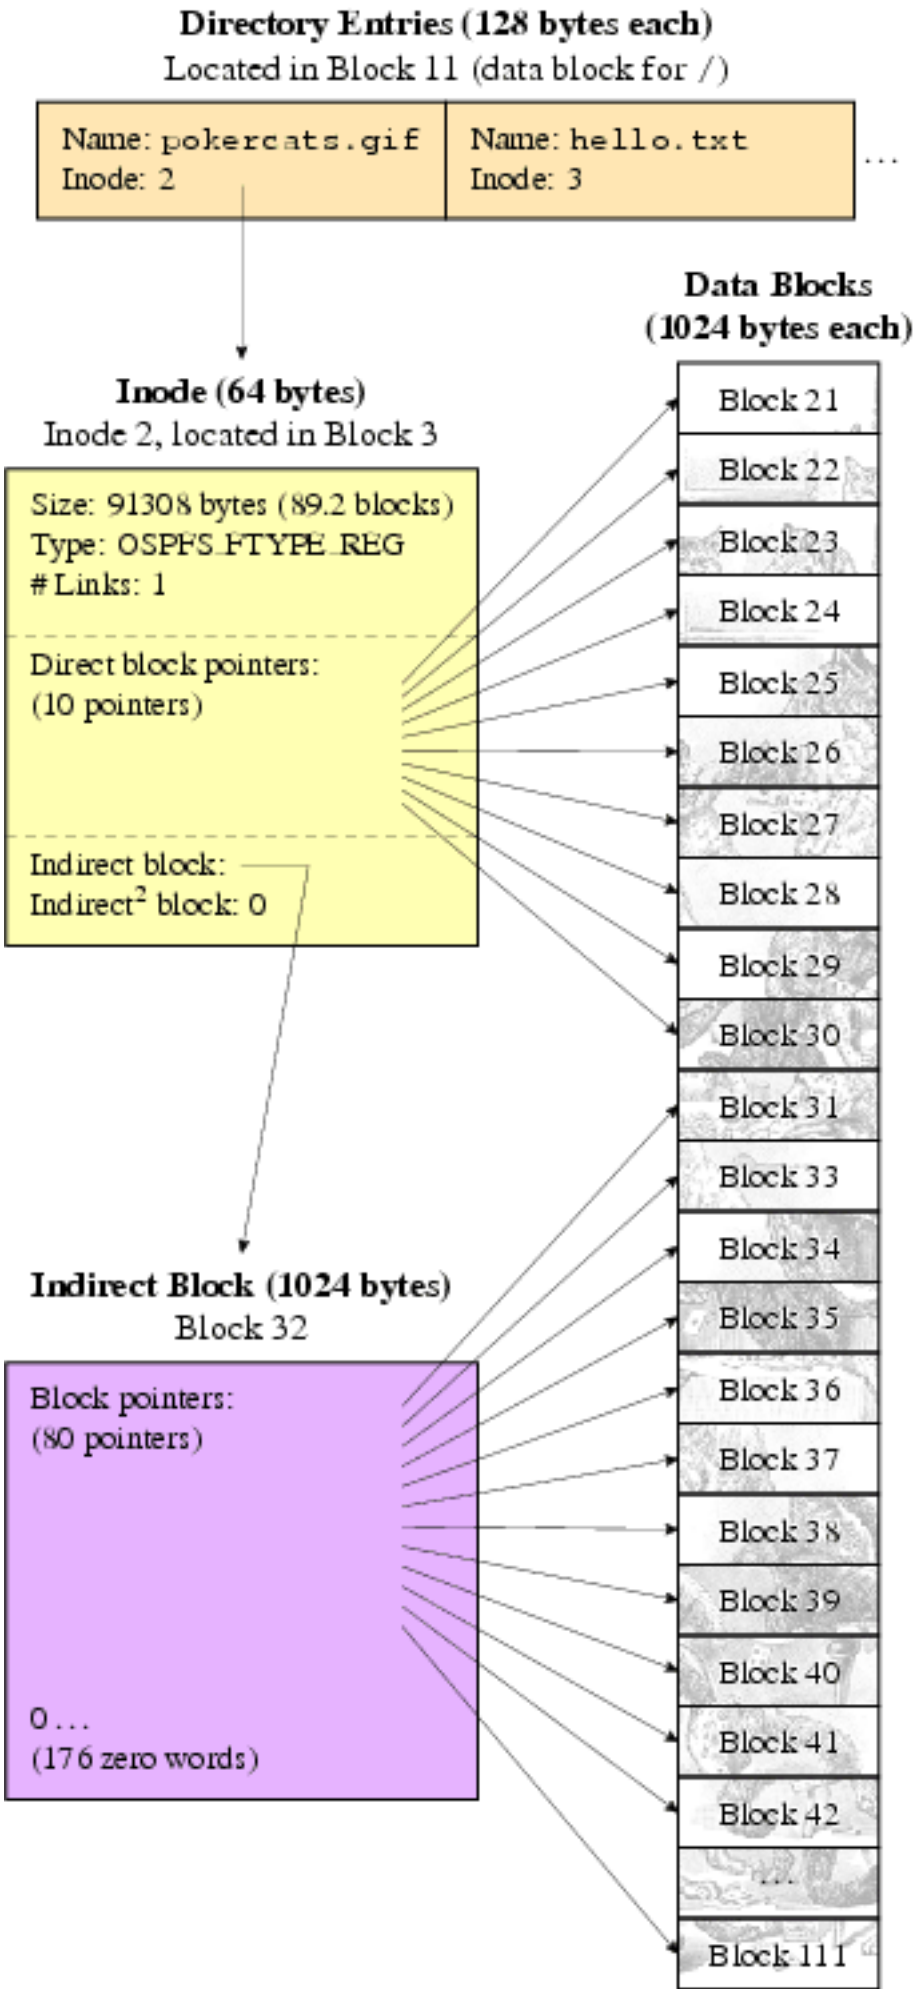 Directory Entries (128 bytes each)
Located in Block 11 (data block for /)
Name: pokercats.gif
Inode: 2
Name: hello.txt
Inode: 3
...
Data Blocks
(1024 bytes each)
Inode (64 bytes)
Inode 2, located in Block 3
Size: 91308 bytes (89.2 blocks)
Type: OSPFS_FTYPE_REG
# Links: 1
Direct block pointers:
(10 pointers)
Indirect block:
Indirect² block: 0
Indirect Block (1024 bytes)
Block 32
Block pointers:
(80 pointers)
0 ...
(176 zero words)
Block 21
Block 22
Block 23
Block 24
Block 25
Block 26
Block 27
Block 28
Block 29
Block 30
Block 31
Block 33
Block 34
Block 35
Block 36
Block 37
Block 38
Block 39
Block 40
Block 41
Block 42
...
Block 111